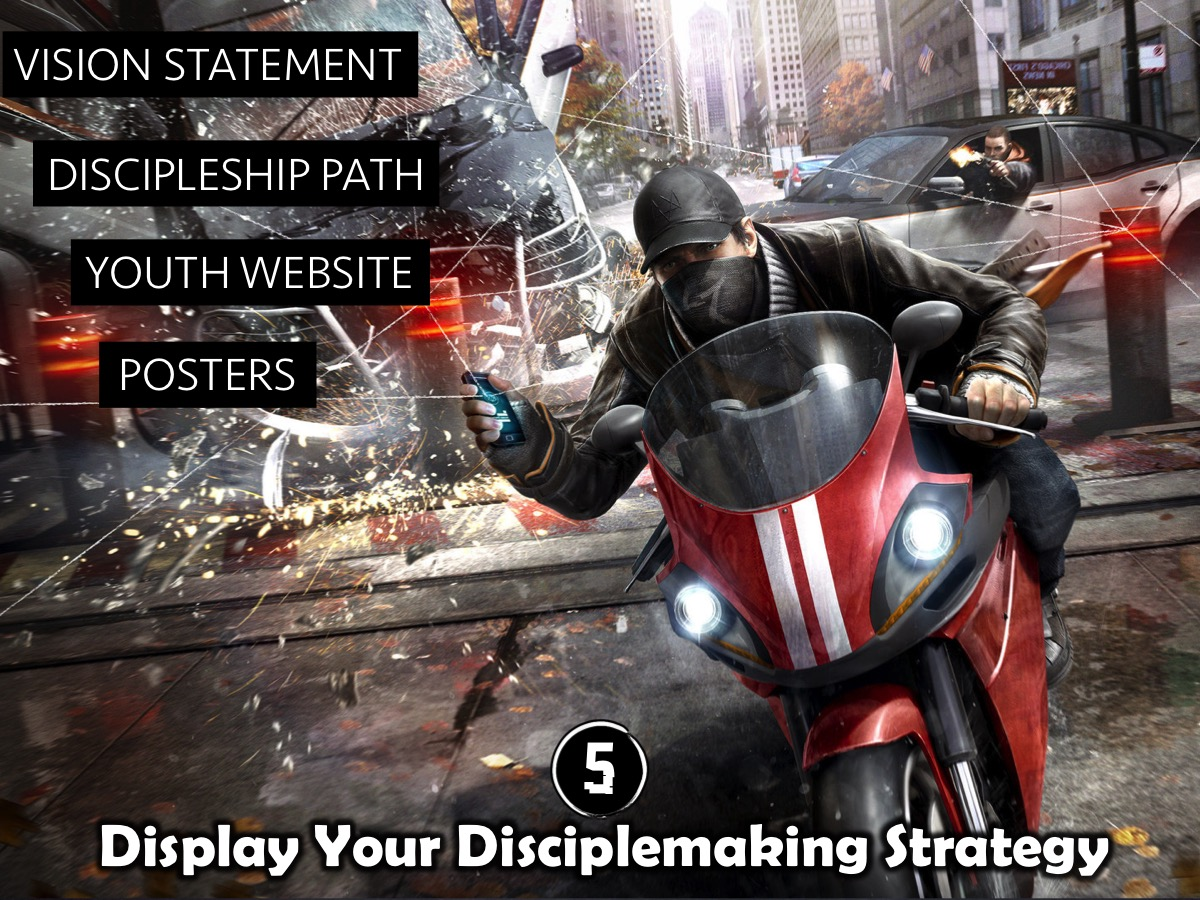 VISION STATEMENT
DISCIPLESHIP PATH
YOUTH WEBSITE
POSTERS
5
Display Your Disciplemaking Strategy